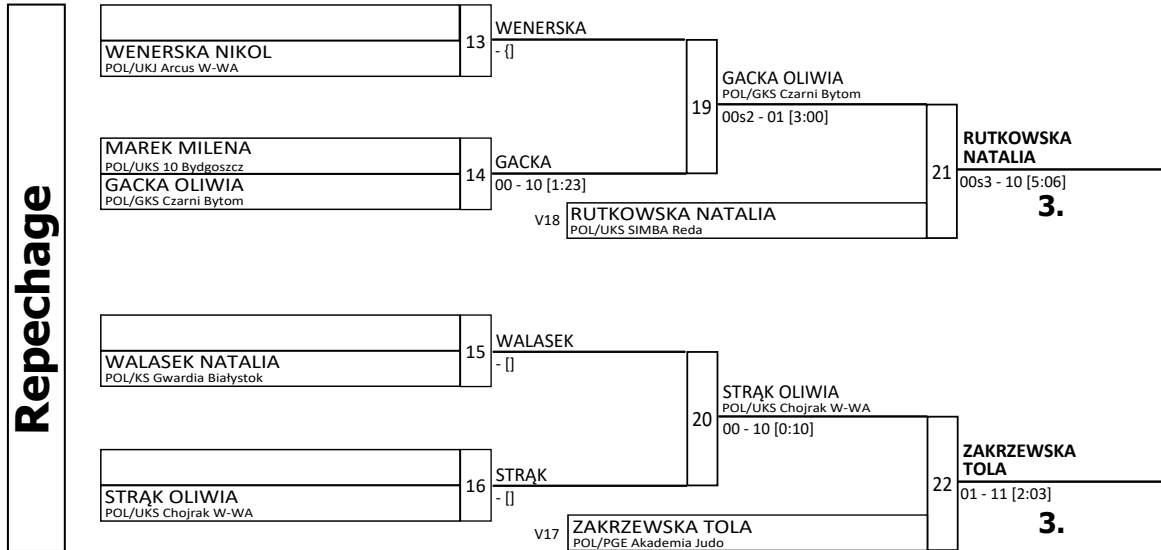 Repechage
13
WENERSKA
WENERSKA NIKOL
POL/UKJ Arcus W-WA
- {]
19
GACKA OLIWIA
POL/GKS Czarni Bytom
00s2 - 01 [3:00]
MAREK MILENA
POL/UKS 10 Bydgoszcz
14
GACKA
GACKA OLIWIA
POL/GKS Czarni Bytom
00 - 10 [1:23]
21
RUTKOWSKA
NATALIA
00s3 - 10 [5:06]
3.
V18
RUTKOWSKA NATALIA
POL/UKS SIMBA Reda
15
WALASEK
WALASEK NATALIA
POL/KS Gwardia Białystok
- []
20
STRĄK OLIWIA
POL/UKS Chojrak W-WA
00 - 10 [0:10]
16
STRĄK
STRĄK OLIWIA
POL/UKS Chojrak W-WA
- []
22
ZAKRZEWSKA
TOLA
01 - 11 [2:03]
3.
V17
ZAKRZEWSKA TOLA
POL/PGE Akademia Judo